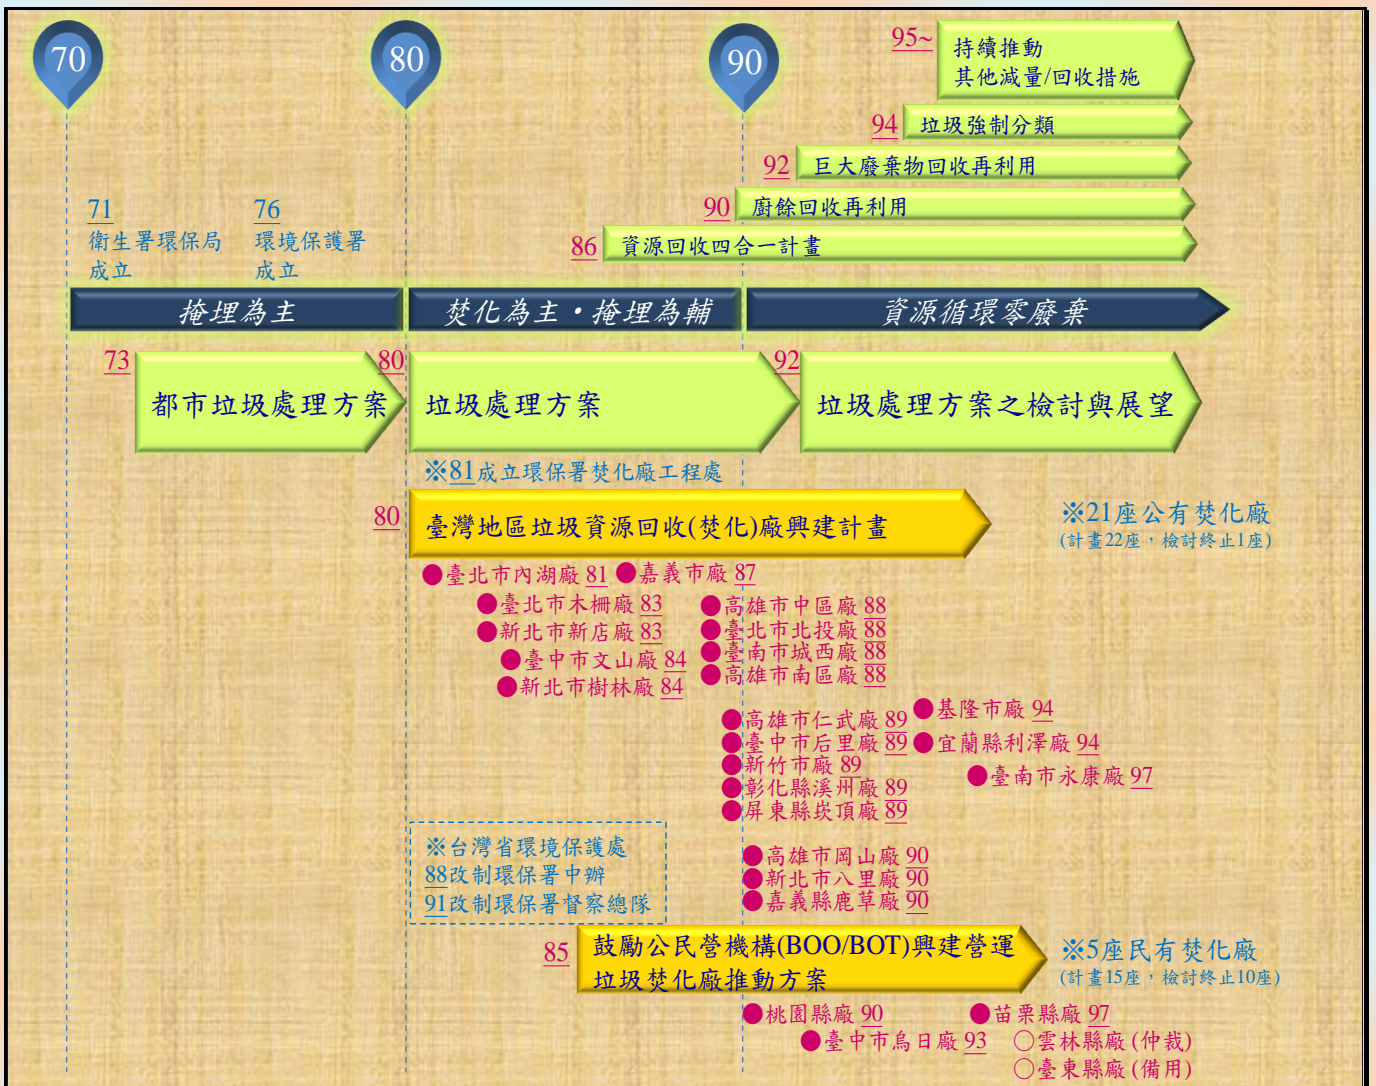 70
80
90
95~
持續推動
其他減量/回收措施
94
垃圾強制分類
92
巨大廢棄物回收再利用
90
廚餘回收再利用
86
資源回收四合一計畫
71
衛生署環保局
成立
76
環境保護署
成立
掩埋為主
焚化為主・掩埋為輔
資源循環零廢棄
73
都市垃圾處理方案
80
垃圾處理方案
92
垃圾處理方案之檢討與展望
※81成立環保署焚化廠工程處
80
臺灣地區垃圾資源回收(焚化)廠興建計畫
※21座公有焚化廠
(計畫22座，檢討終止1座)
●臺北市內湖廠 81
●嘉義市廠 87
●臺北市木柵廠 83
●新北市新店廠 83
●臺中市文山廠 84
●新北市樹林廠 84
●高雄市中區廠 88
●臺北市北投廠 88
●臺南市城西廠 88
●高雄市南區廠 88
●高雄市仁武廠 89
●臺中市后里廠 89
●新竹市廠 89
●彰化縣溪州廠 89
●屏東縣崁頂廠 89
●基隆市廠 94
●宜蘭縣利澤廠 94
●臺南市永康廠 97
●高雄市岡山廠 90
●新北市八里廠 90
●嘉義縣鹿草廠 90
※台灣省環境保護處
88改制環保署中辦
91改制環保署督察總隊
85
鼓勵公民營機構(BOO/BOT)興建營運
垃圾焚化廠推動方案
※5座民有焚化廠
(計畫15座，檢討終止10座)
●桃園縣廠 90
●臺中市烏日廠 93
●苗栗縣廠 97
○雲林縣廠 (仲裁)
○臺東縣廠 (備用)